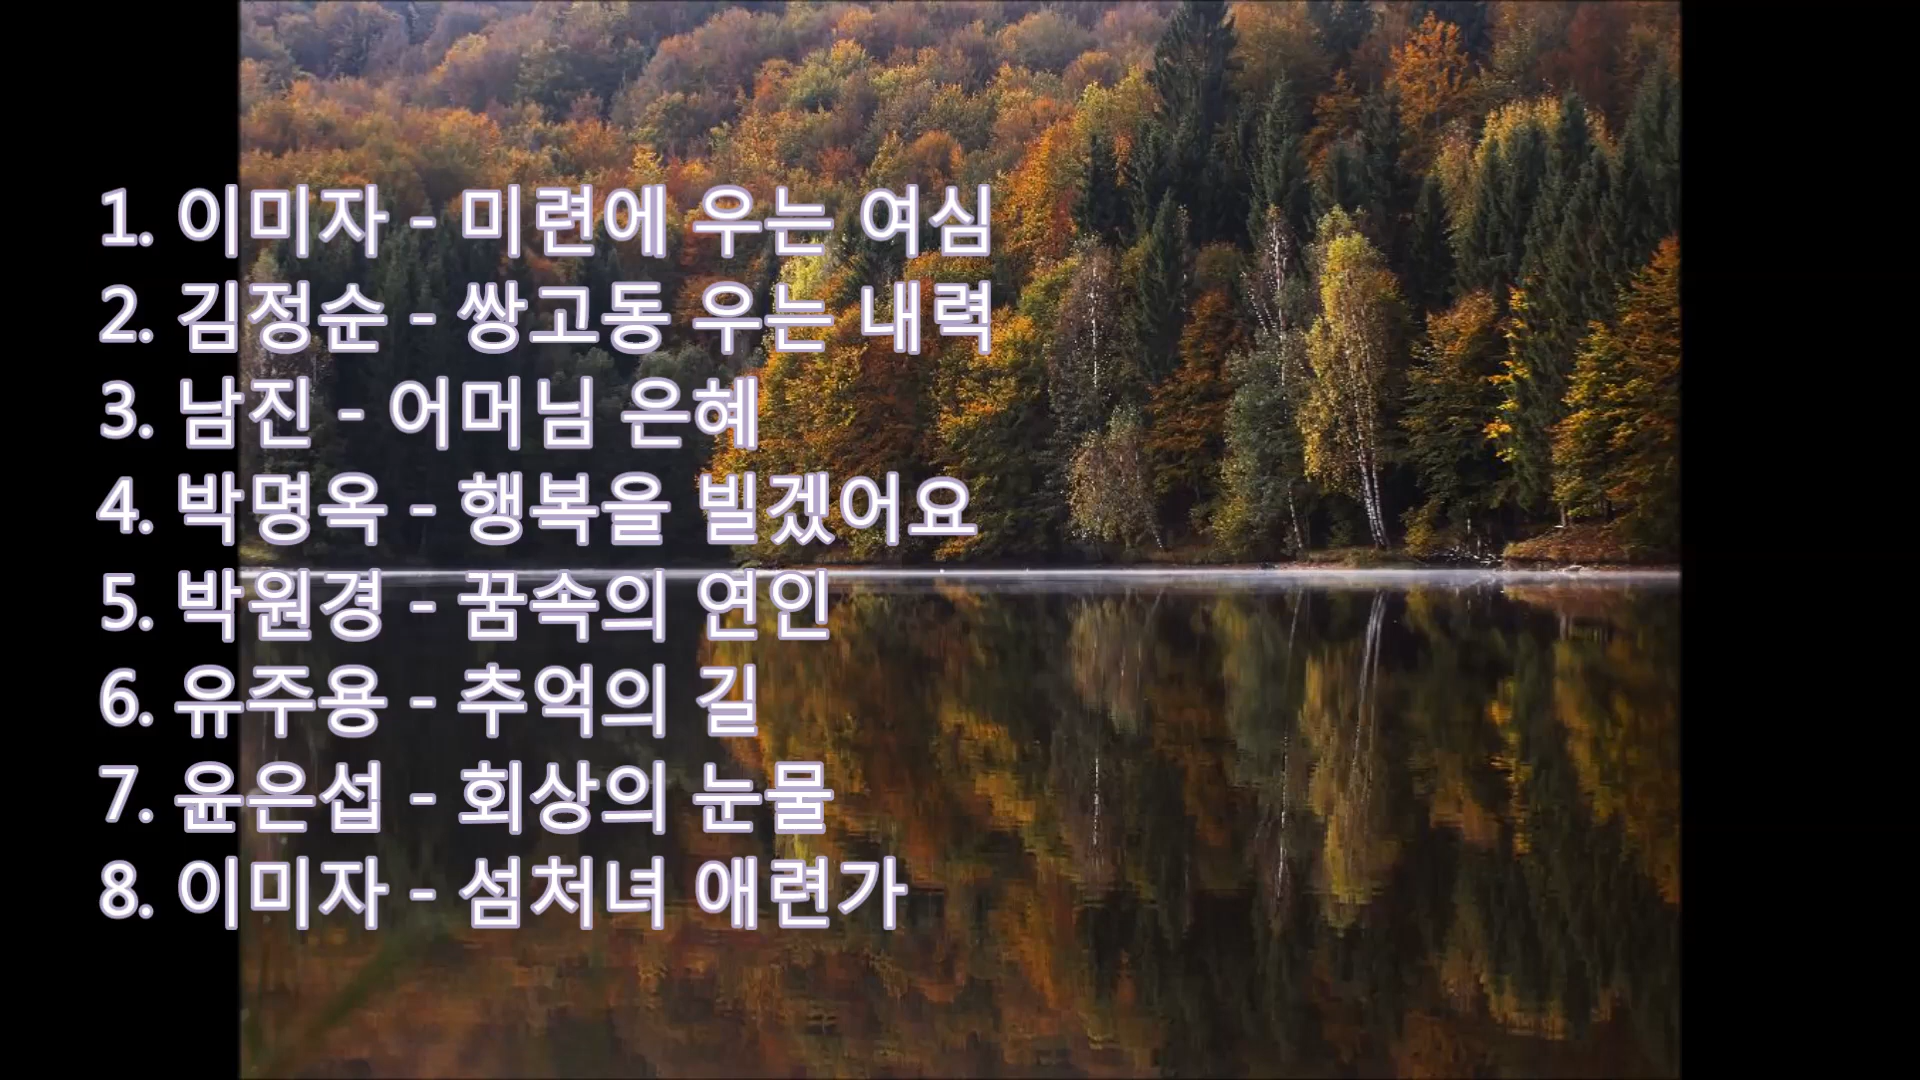 1. 이미자 - 미련에 우는 여심
2. 김정순 - 쌍고동 우는 내력
3. 남진 - 어머님 은혜
4. 박명옥 - 행복을 빌겠어요
5. 박원경 - 꿈속의 연인
6. 유주용 - 추억의 길
7. 윤은섭 - 회상의 눈물
8. 이미자 - 섬처녀 애련가